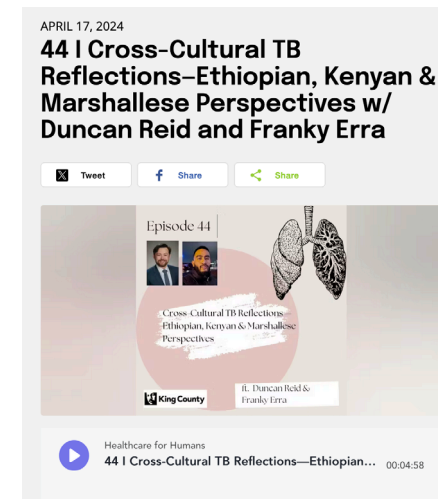 APRIL 17, 2024
44 I Cross-Cultural TB
Reflections—Ethiopian, Kenyan &
Marshallese Perspectives w/
Duncan Reid and Franky Erra
Tweet
Share
Share
Episode 44
Cross-Cultural TB Reflections
Ethiopian, Kenyan & Marshallese
Perspectives
King County
ft. Duncan Reid &
Franky Erra
Healthcare for Humans
44 I Cross-Cultural TB Reflections—Ethiopian...
00:04:58